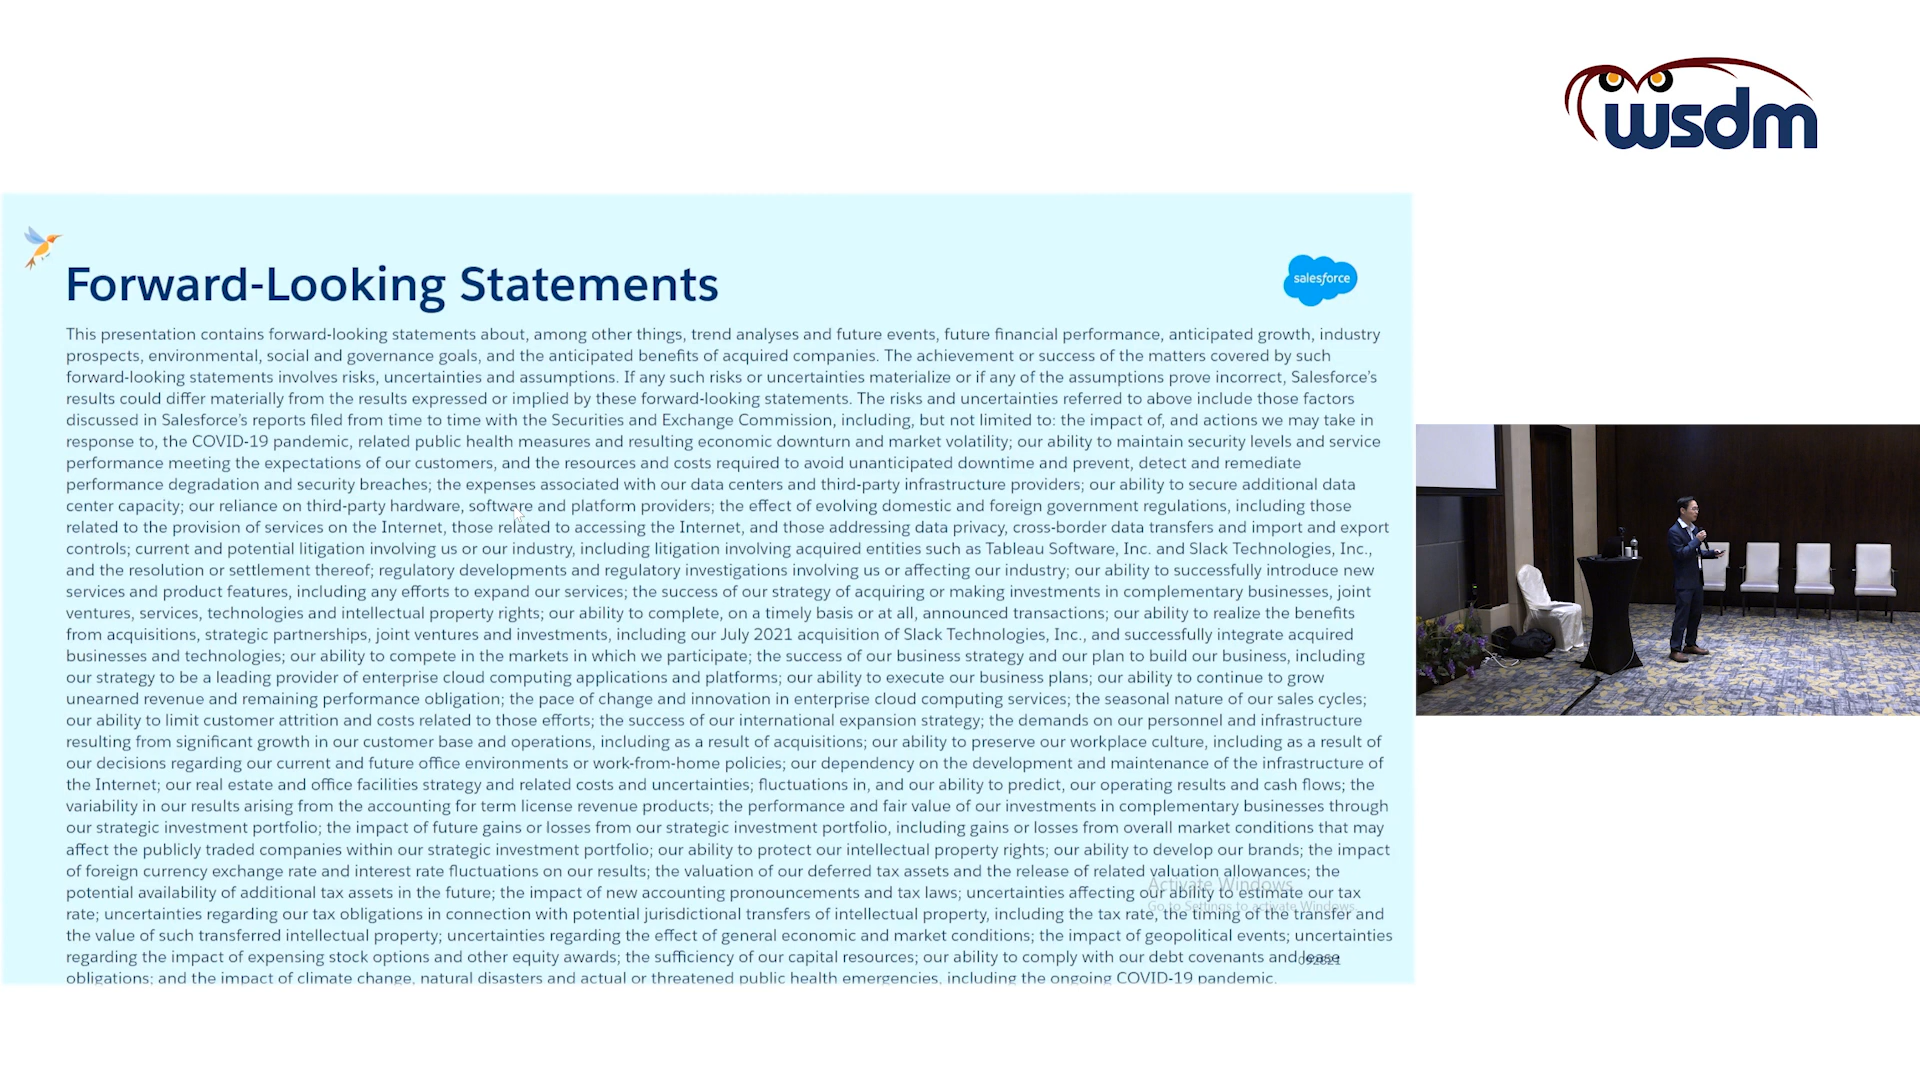 wsdm
Forward-Looking Statements
salesforce
This presentation contains forward-looking statements about, among other things, trend analyses and future events, future financial performance, anticipated growth, industry
prospects, environmental, social and governance goals, and the anticipated benefits of acquired companies. The achievement or success of the matters covered by such
forward-looking statements involves risks, uncertainties and assumptions. If any such risks or uncertainties materialize or if any of the assumptions prove incorrect, Salesforce's
results could differ materially from the results expressed or implied by these forward-looking statements. The risks and uncertainties referred to above include those factors
discussed in Salesforce's reports filed from time to time with the Securities and Exchange Commission, including, but not limited to: the impact of, and actions we may take in
response to, the COVID-19 pandemic, related public health measures and resulting economic downturn and market volatility; our ability to maintain security levels and service
performance meeting the expectations of our customers, and the resources and costs required to avoid unanticipated downtime and prevent, detect and remediate
performance degradation and security breaches; the expenses associated with our data centers and third-party infrastructure providers; our ability to secure additional data
center capacity; our reliance on third-party hardware, software and platform providers; the effect of evolving domestic and foreign government regulations, including those
related to the provision of services on the Internet, those related to accessing the Internet, and those addressing data privacy, cross-border data transfers and import and export
controls; current and potential litigation involving us or our industry, including litigation involving acquired entities such as Tableau Software, Inc. and Slack Technologies, Inc.,
and the resolution or settlement thereof; regulatory developments and regulatory investigations involving us or affecting our industry; our ability to successfully introduce new
services and product features, including any efforts to expand our services; the success of our strategy of acquiring or making investments in complementary businesses, joint
ventures, services, technologies and intellectual property rights; our ability to complete, on a timely basis or at all, announced transactions; our ability to realize the benefits
from acquisitions, strategic partnerships, joint ventures and investments, including our July 2021 acquisition of Slack Technologies, Inc., and successfully integrate acquired
businesses and technologies; our ability to compete in the markets in which we participate; the success of our business strategy and our plan to build our business, including
our strategy to be a leading provider of enterprise cloud computing applications and platforms; our ability to execute our business plans; our ability to continue to grow
unearned revenue and remaining performance obligation; the pace of change and innovation in enterprise cloud computing services; the seasonal nature of our sales cycles;
our ability to limit customer attrition and costs related to those efforts; the success of our international expansion strategy; the demands on our personnel and infrastructure
resulting from significant growth in our customer base and operations, including as a result of acquisitions; our ability to preserve our workplace culture, including as a result of
our decisions regarding our current and future office environments or work-from-home policies; our dependency on the development and maintenance of the infrastructure of
the Internet; our real estate and office facilities strategy and related costs and uncertainties; fluctuations in, and our ability to predict, our operating results and cash flows; the
variability in our results arising from the accounting for term license revenue products; the performance and fair value of our investments in complementary businesses through
our strategic investment portfolio; the impact of future gains or losses from our strategic investment portfolio, including gains or losses from overall market conditions that may
affect the publicly traded companies within our strategic investment portfolio; our ability to protect our intellectual property rights; our ability to develop our brands; the impact
of foreign currency exchange rate and interest rate fluctuations on our results; the valuation of our deferred tax assets and the release of related valuation allowances; the
potential availability of additional tax assets in the future; the impact of new accounting pronouncements and tax laws; uncertainties affecting our ability to estimate our tax
rate; uncertainties regarding our tax obligations in connection with potential jurisdictional transfers of intellectual property, including the tax rate, the timing of the transfer and
the value of such transferred intellectual property; uncertainties regarding the effect of general economic and market conditions; the impact of geopolitical events; uncertainties
regarding the impact of expensing stock options and other equity awards; the sufficiency of our capital resources; our ability to comply with our debt covenants and lease
obligations; and the impact of climate change, natural disasters and actual or threatened public health emergencies, including the ongoing COVID-19 pandemic.
Activate Windows
Go to Settings to activate Windows.
092821